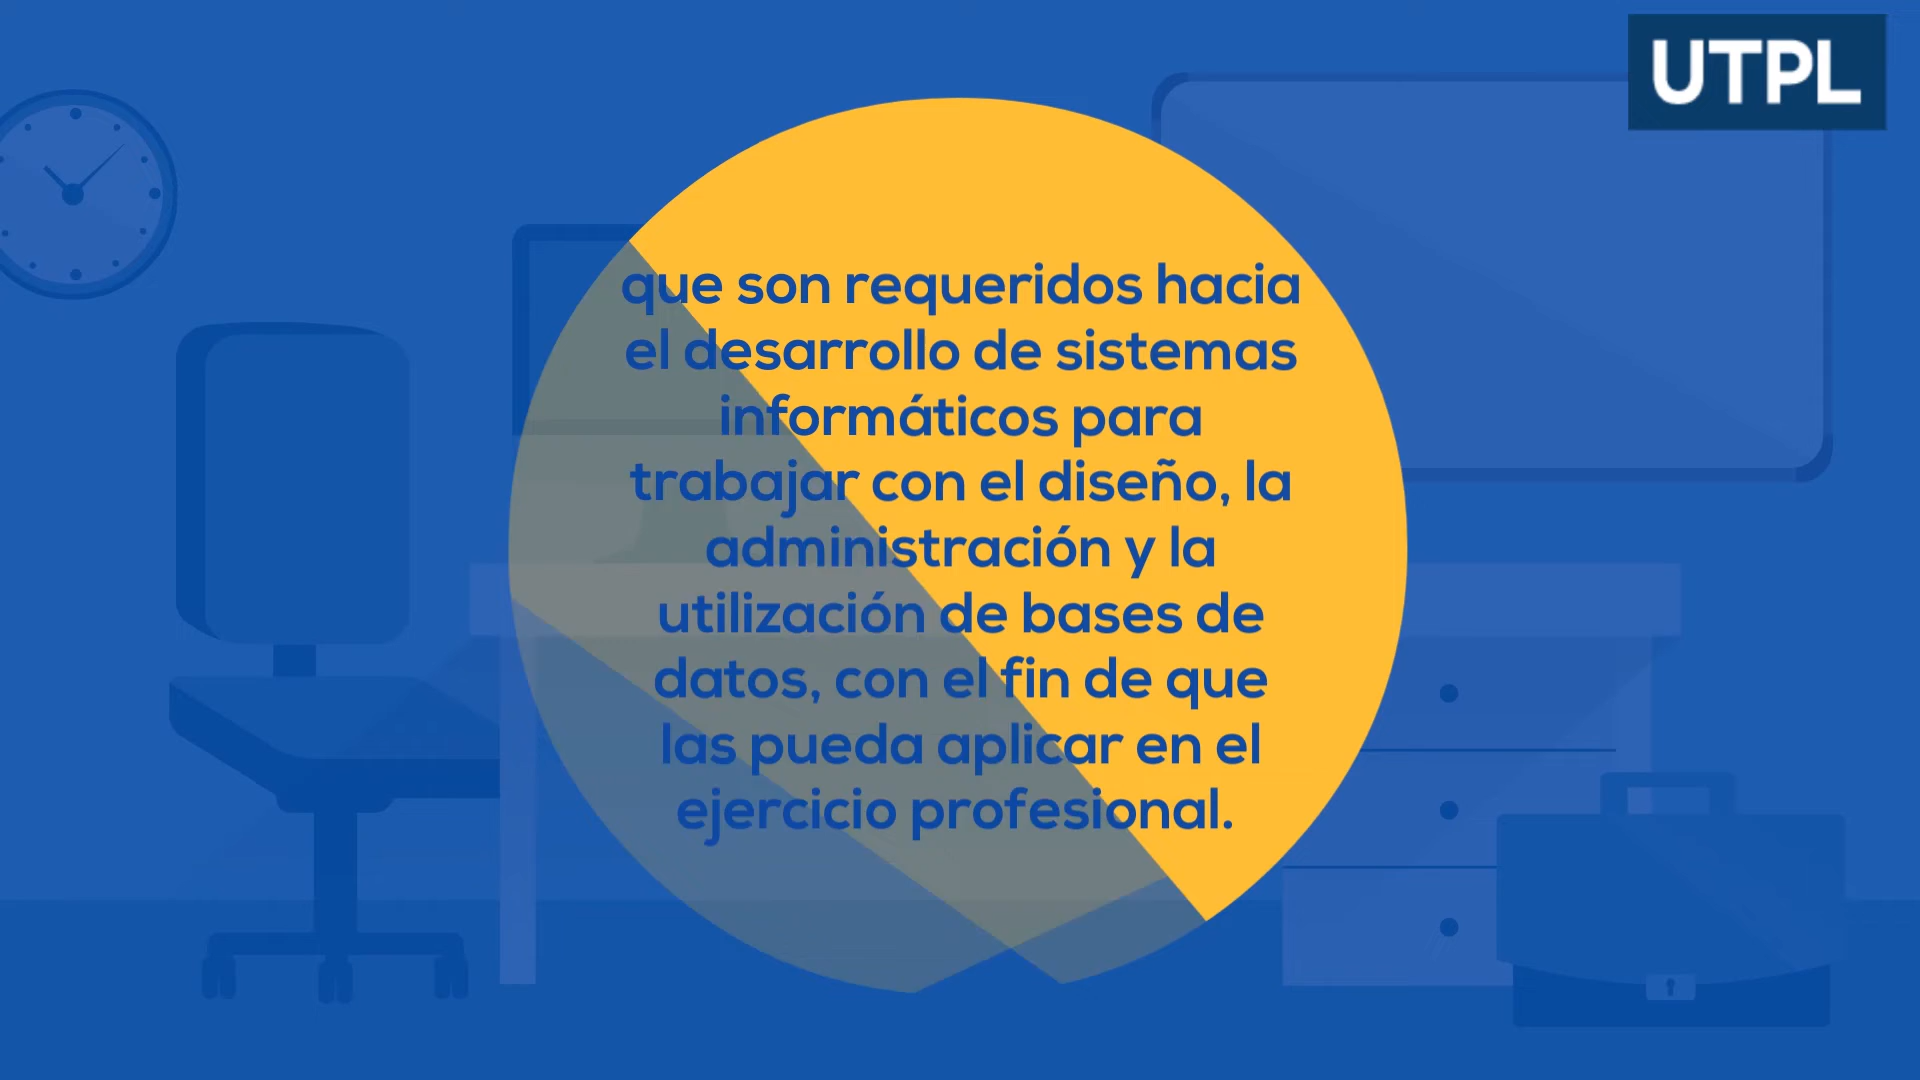 UTPL
que son requeridos hacia
el desarrollo de sistemas
informáticos para
trabajar con el diseño, la
administración y la
utilización de bases de
datos, con el fin de que
las pueda aplicar en el
ejercicio profesional.